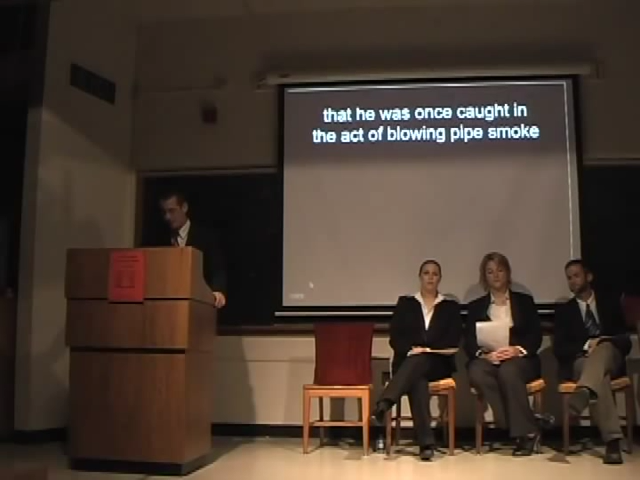 that he was once caught in
the act of blowing pipe smoke